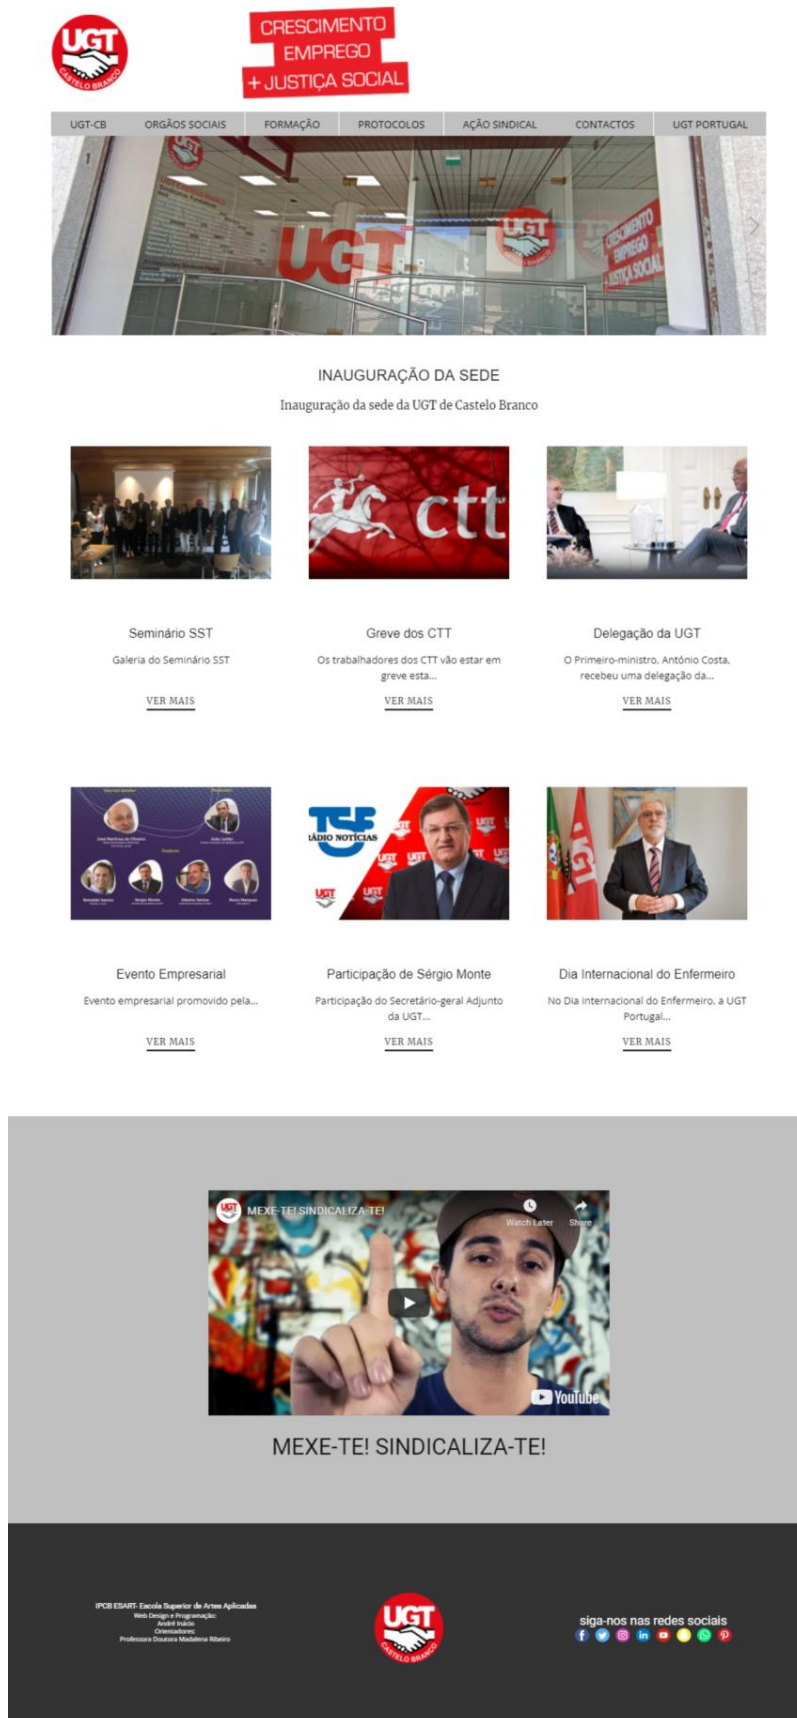 UGT
CASTELO BRANCO
CRESCIMENTO
EMPREGO
+ JUSTIÇA SOCIAL
UGT-CB
ORGÃOS SOCIAIS
FORMAÇÃO
PROTOCOLOS
AÇÃO SINDICAL
CONTACTOS
UGT PORTUGAL
UGT
UGT
CRESCIMENTO
EMPREGO
+ JUSTIÇA SOCIAL
INAUGURAÇÃO DA SEDE
Inauguração da sede da UGT de Castelo Branco
ctt
Seminário SST
Galeria do Seminário SST
VER MAIS
Greve dos CTT
Os trabalhadores dos CTT vão estar em
greve esta...
VER MAIS
Delegação da UGT
O Primeiro-ministro, António Costa,
recebeu uma delegação da...
VER MAIS
TSF
RÁDIO NOTÍCIAS
UGT
UGT
UGT
Evento Empresarial
Evento empresarial promovido pela...
VER MAIS
Participação de Sérgio Monte
Participação do Secretário-geral Adjunto
da UGT...
VER MAIS
Dia Internacional do Enfermeiro
No Dia Internacional do Enfermeiro, a UGT
Portugal...
VER MAIS
UGT
MEXE-TE! SINDICALIZA-TE!
Watch Later
Share
YouTube
MEXE-TE! SINDICALIZA-TE!
IPCB ESART- Escola Superior de Artes Aplicadas
Web Design e Programação:
André Inácio
Orientadores:
Professora Doutora Madalena Ribeiro
UGT
CASTELO BRANCO
siga-nos nas redes sociais